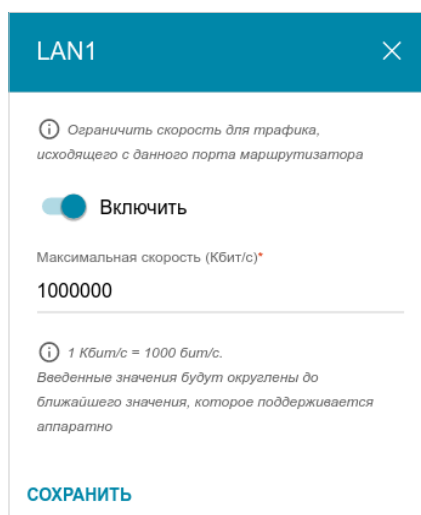 LAN1
Ограничить скорость для трафика,
исходящего с данного порта маршрутизатора
Включить
Максимальная скорость (Кбит/с)*
1000000
1 Кбит/с = 1000 бит/с.
Введенные значения будут округлены до
ближайшего значения, которое поддерживается
аппаратно
СОХРАНИТЬ